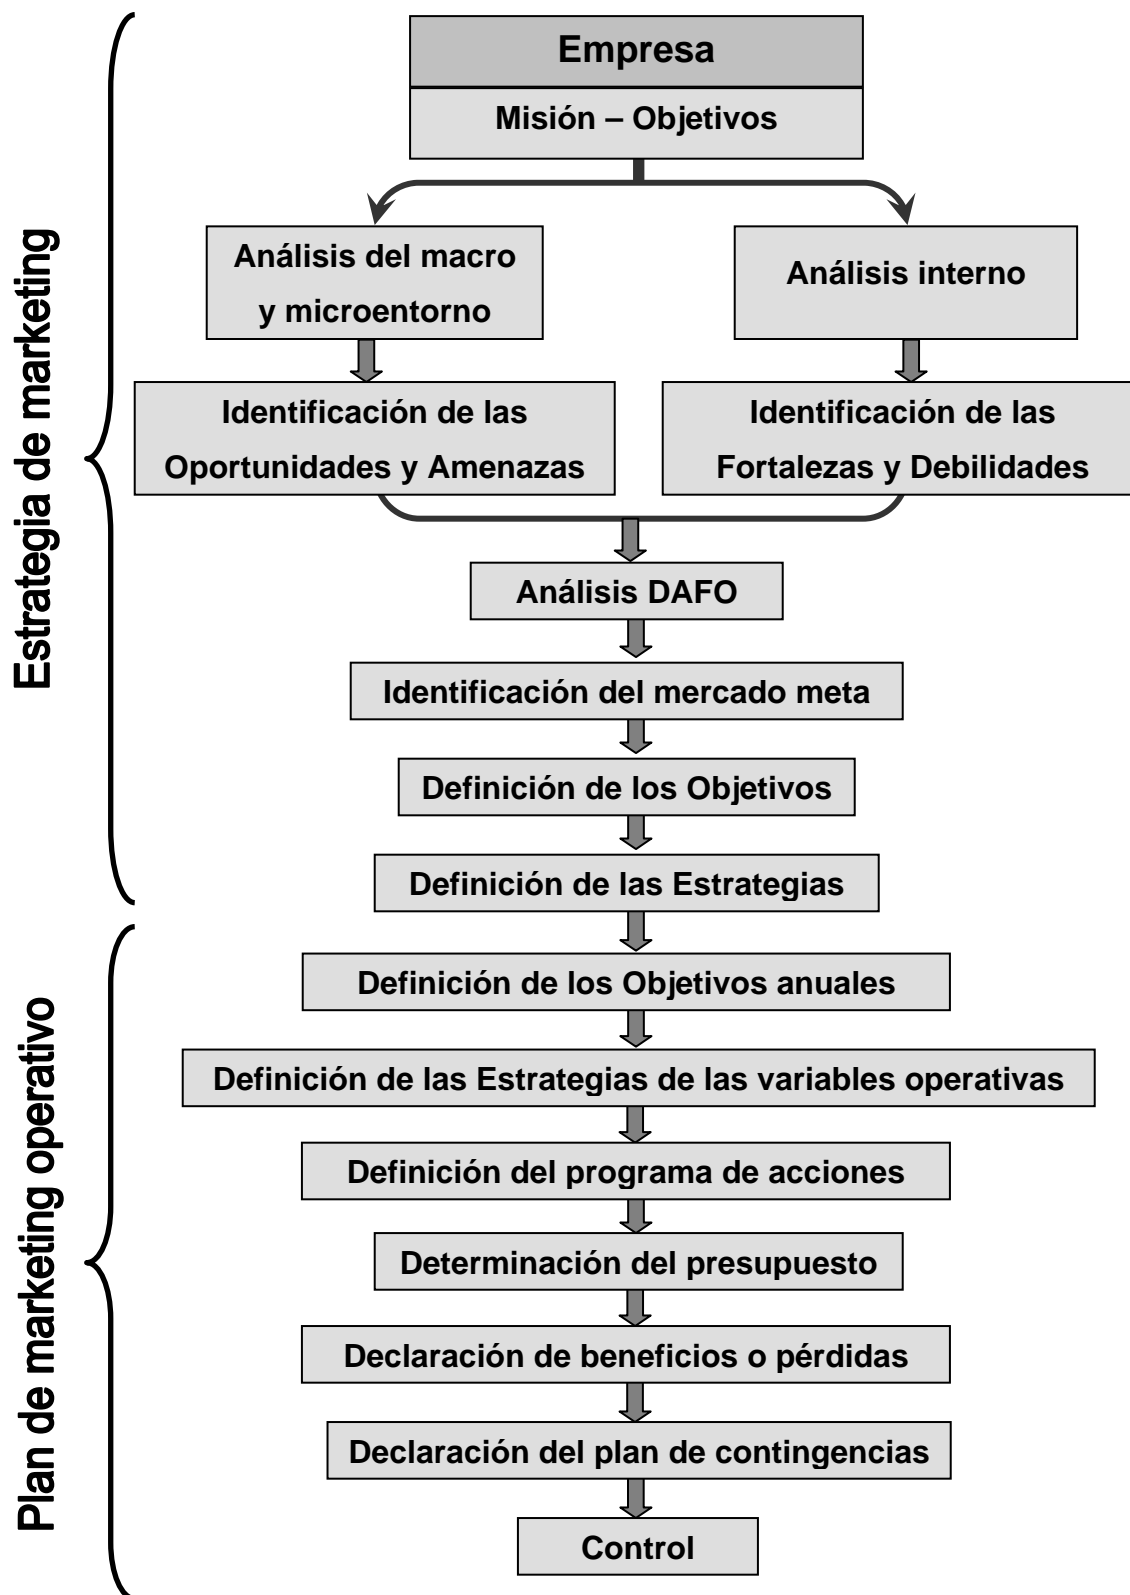 Estrategia de marketing
Empresa
Misión – Objetivos
Análisis del macro
y microentorno
Análisis interno
Identificación de las
Oportunidades y Amenazas
Identificación de las
Fortalezas y Debilidades
Análisis DAFO
Identificación del mercado meta
Definición de los Objetivos
Definición de las Estrategias
Plan de marketing operativo
Definición de los Objetivos anuales
Definición de las Estrategias de las variables operativas
Definición del programa de acciones
Determinación del presupuesto
Declaración de beneficios o pérdidas
Declaración del plan de contingencias
Control